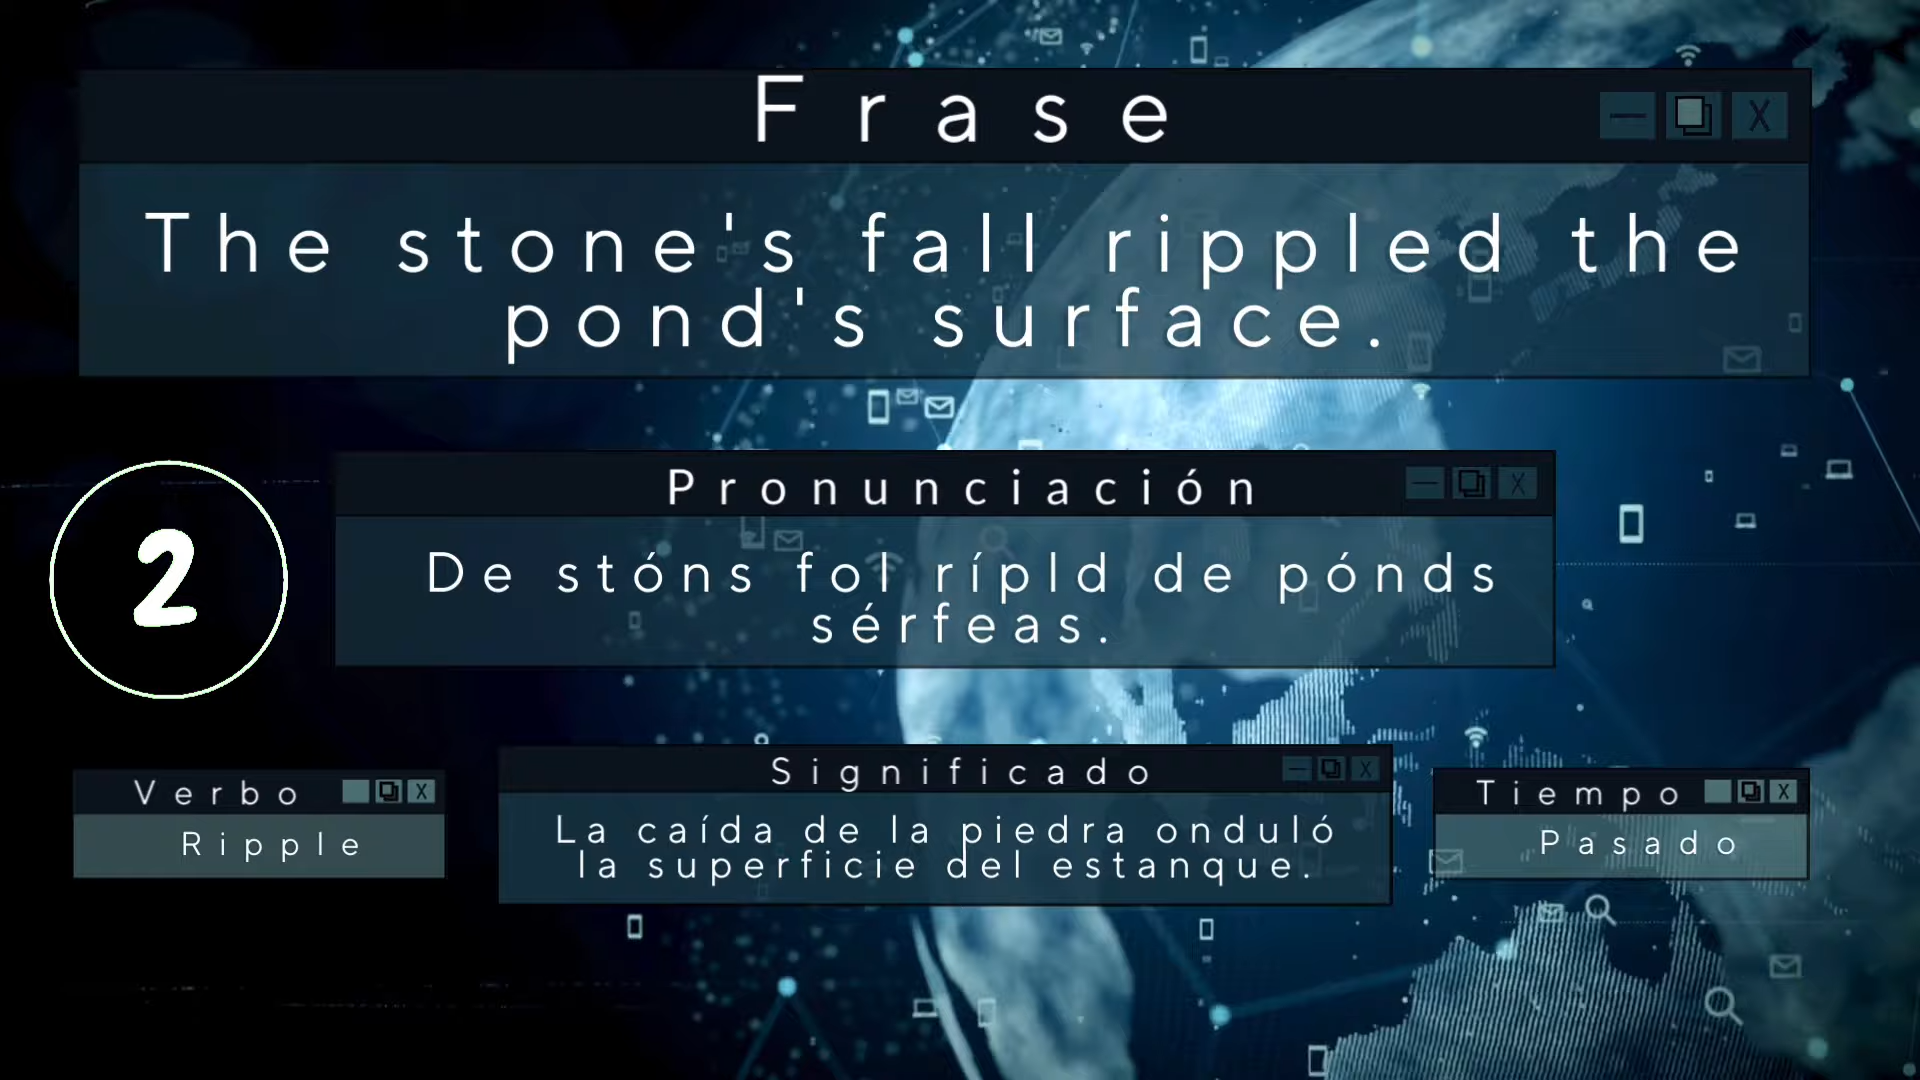 Frase
The stone's fall rippled the
pond's surface.
2
Pronunciación
De stóns fol rípld de pónds
sérfeas.
Verbo
Ripple
Significado
La caída de la piedra onduló
la superficie del estanque.
Tiempo
Pasado